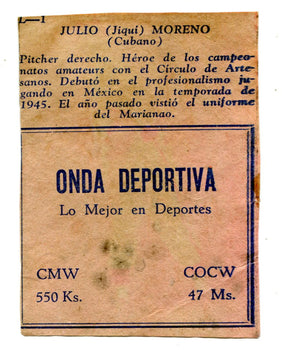 L—1
JULIO (Jiquí) MORENO
(Cubano)
Pitcher derecho. Héroe de los campeo-
natos amateurs con el Círculo de Arte-
sanos. Debutó en el profesionalismo ju-
gando en México en la temporada de
1945. El año pasado vistió el uniforme
del Marianao.
ONDA DEPORTIVA
Lo Mejor en Deportes
CMW COCW
550 Ks. 47 Ms.